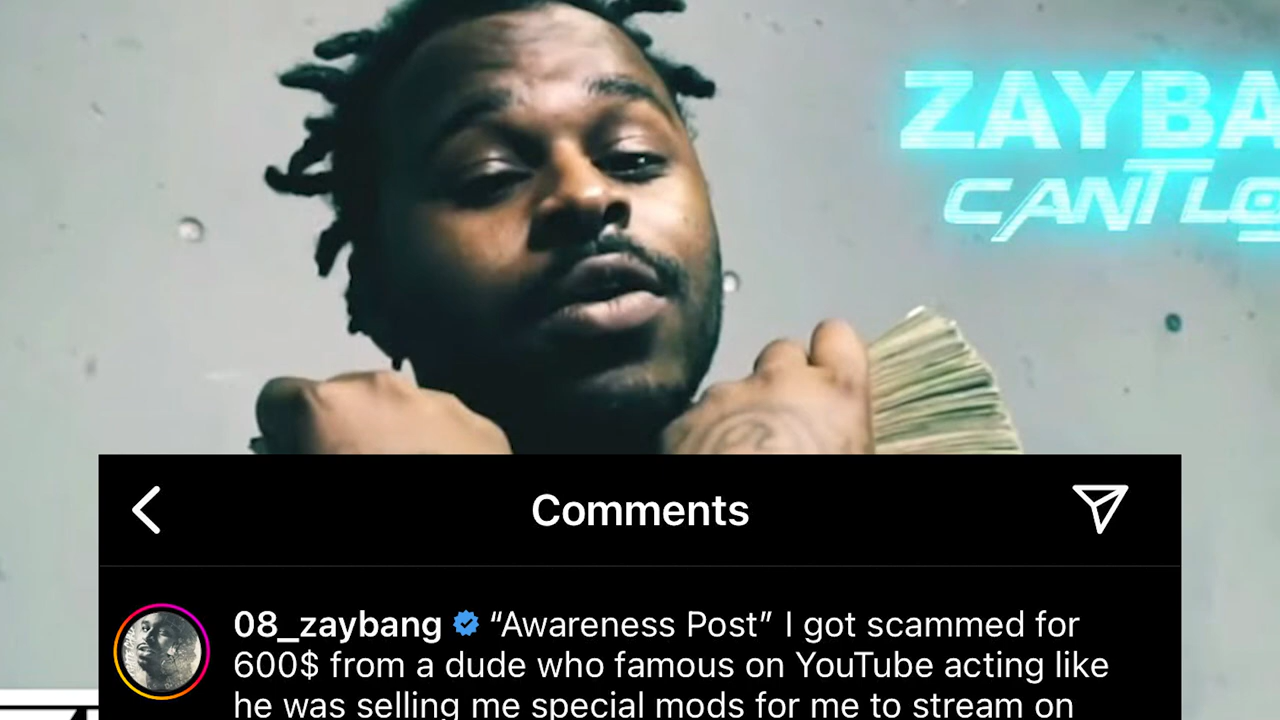 ZAYBA
CANT LO
Comments
08_zaybang “Awareness Post” I got scammed for
600$ from a dude who famous on YouTube acting like
he was selling me special mods for me to stream on